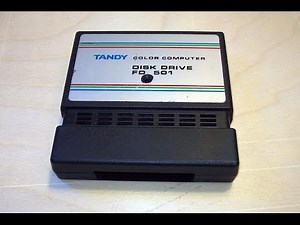 TANDY COLOR COMPUTER
DISK DRIVE
FD 501